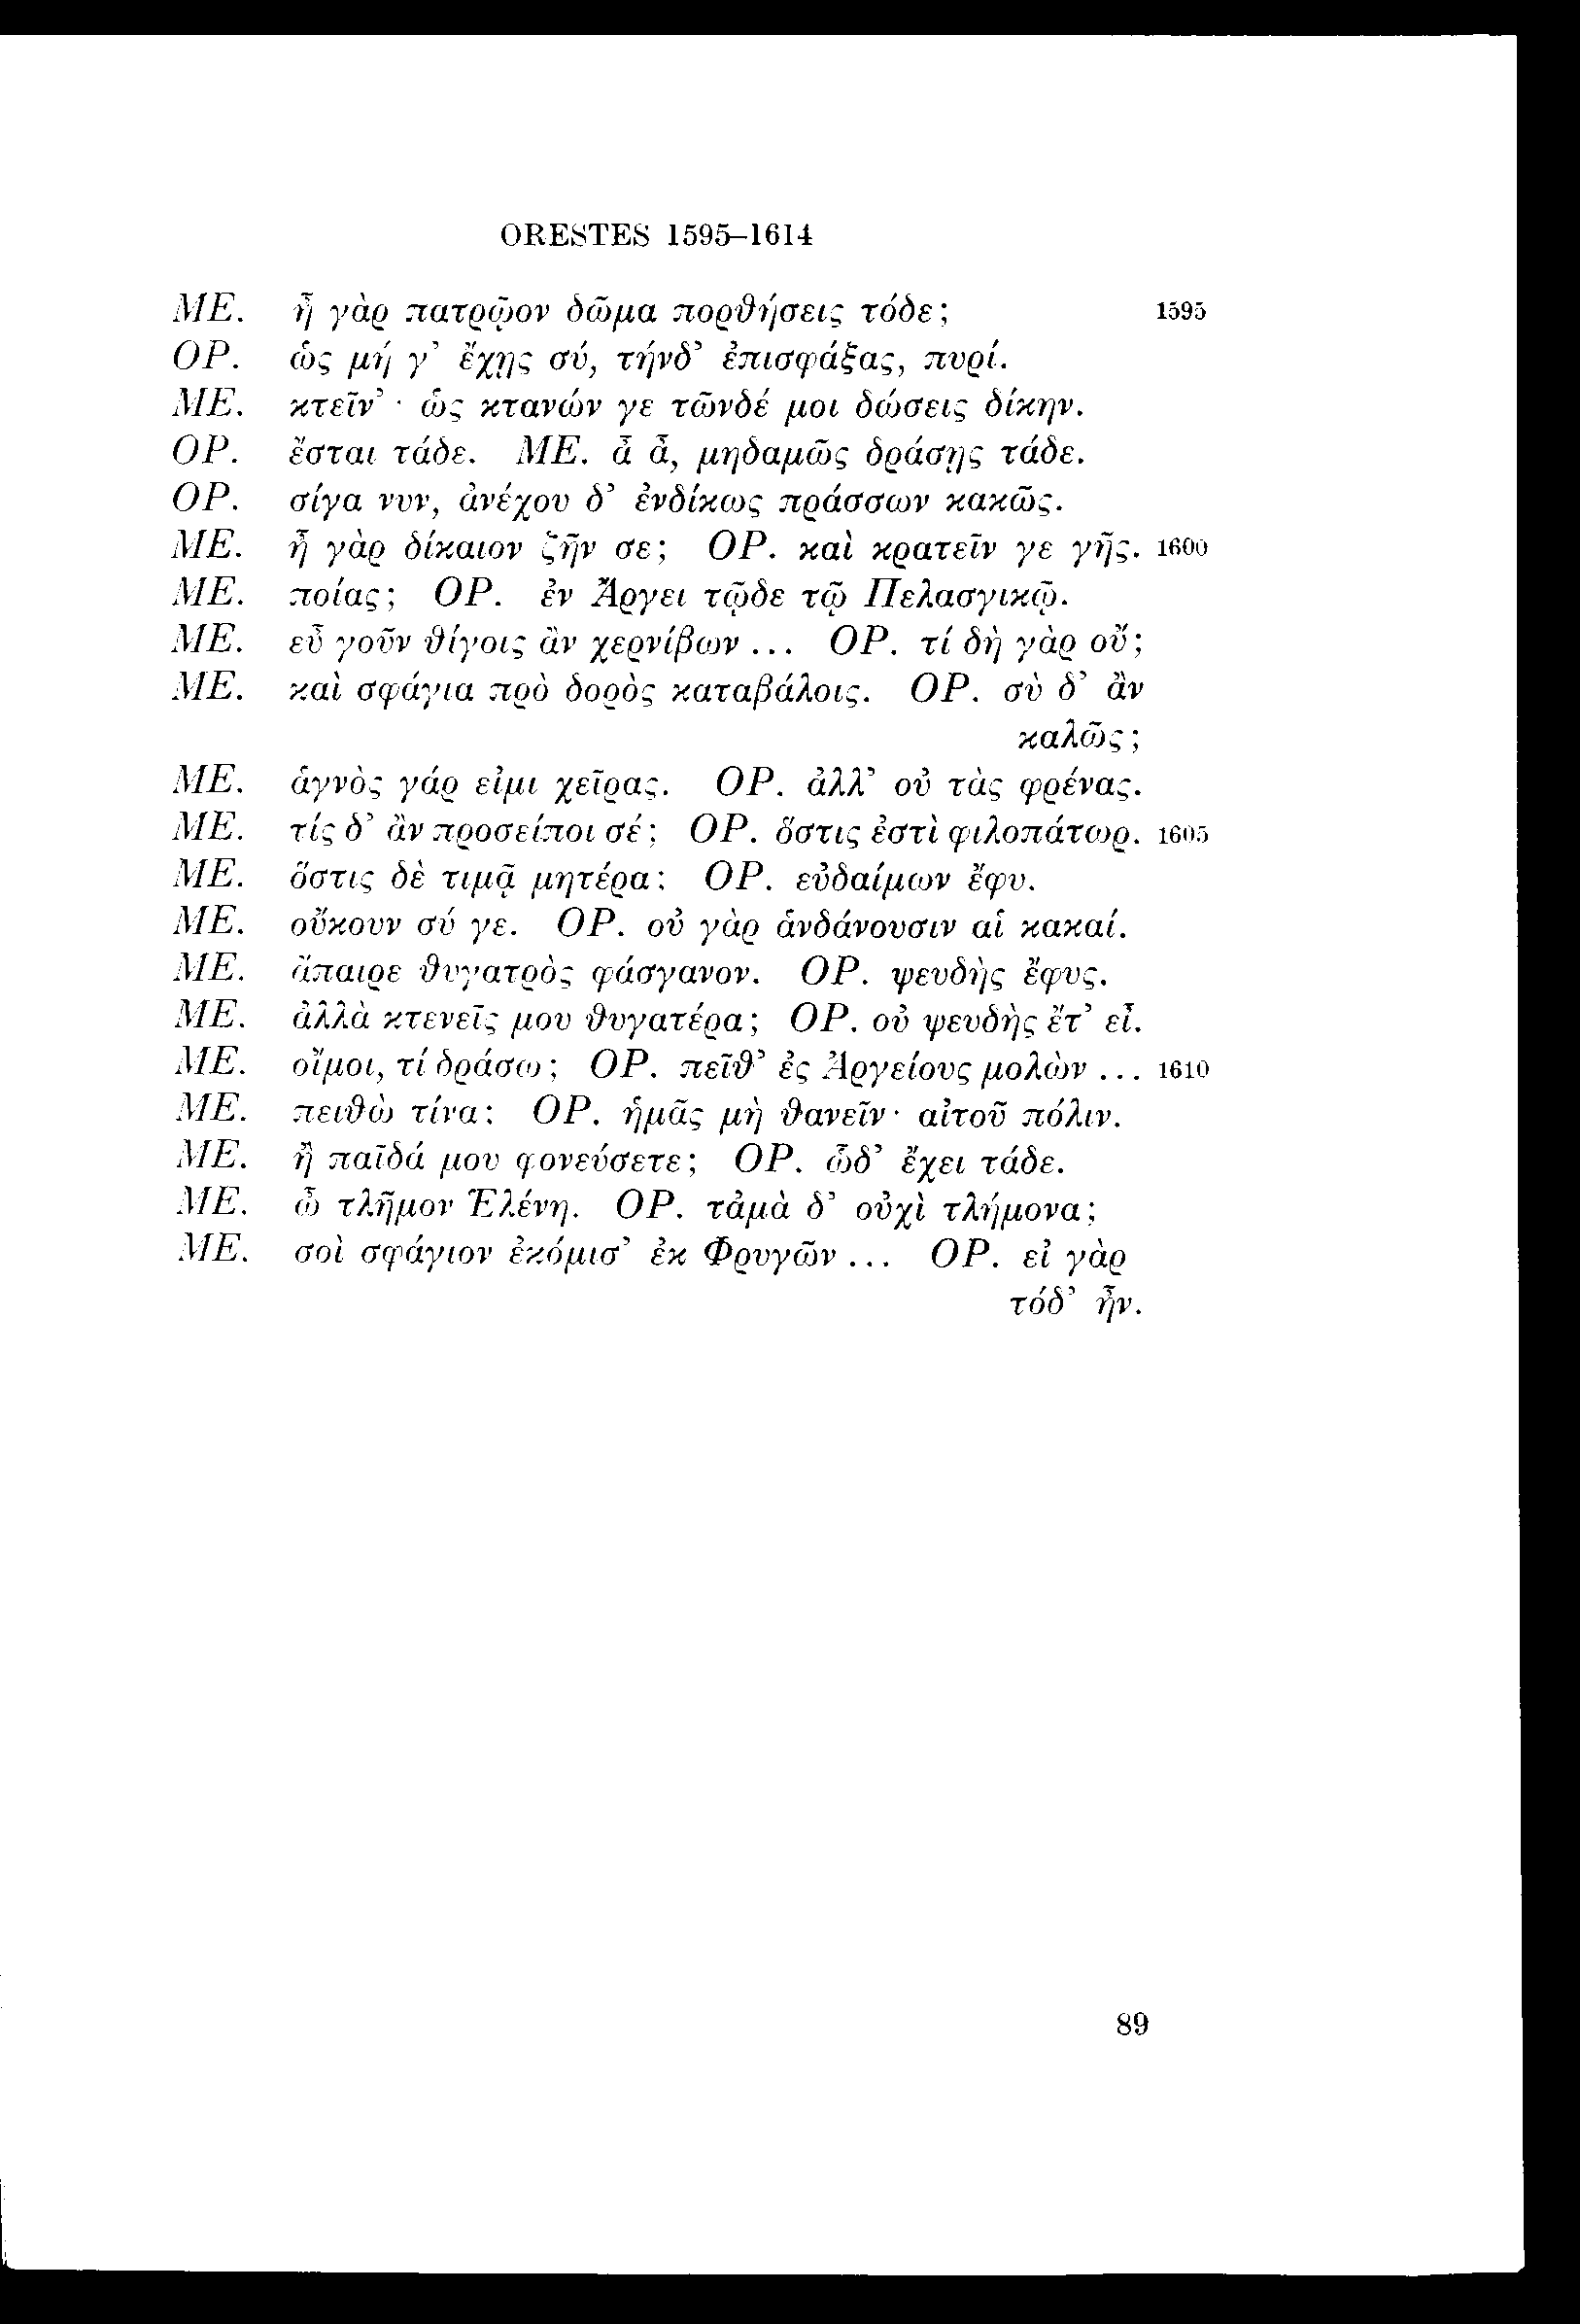 ORESTES 1595–1614
ΜΕ. ἦ γὰρ πατρῷον δῶμα πορθήσεις τόδε; 1595
ΟΡ. ὡς μή γ’ ἔχῃς σύ, τήνδ’ ἐπισφάξας, πυρί.
ΜΕ. κτεῖν’ · ὡς κτανών γε τῶνδέ μοι δώσεις δίκην.
ΟΡ. ἔσται τάδε. ΜΕ. ἆ ἆ, μηδαμῶς δράσῃς τάδε.
ΟΡ. σίγα νυν, ἀνέχου δ’ ἐνδίκως πράσσων κακῶς.
ΜΕ. ἦ γὰρ δίκαιον ζῆν σε; ΟΡ. καὶ κρατεῖν γε γῆς. 1600
ΜΕ. ποίας; ΟΡ. ἐν Ἄργει τῷδε τῷ Πελασγικῷ.
ΜΕ. εὖ γοῦν θίγοις ἂν χερνίβων ... ΟΡ. τί δὴ γὰρ οὔ;
ΜΕ. καὶ σφάγια πρὸ δορὸς καταβάλοις. ΟΡ. σὺ δ’ ἂν
καλῶς;
ΜΕ. ἁγνὸς γάρ εἰμι χεῖρας. ΟΡ. ἀλλ’ οὐ τὰς φρένας.
ΜΕ. τίς δ’ ἂν προσείποι σέ; ΟΡ. ὅστις ἐστὶ φιλοπάτωρ. 1605
ΜΕ. ὅστις δὲ τιμᾷ μητέρα; ΟΡ. εὐδαίμων ἔφυ.
ΜΕ. οὔκουν σύ γε. ΟΡ. οὐ γὰρ ἁνδάνουσιν αἱ κακαί.
ΜΕ. ἄπαιρε θυγατρὸς φάσγανον. ΟΡ. ψευδὴς ἔφυς.
ΜΕ. ἀλλὰ κτενεῖς μου θυγατέρα; ΟΡ. οὐ ψευδὴς ἔτ’ εἶ.
ΜΕ. οἴμοι, τί δράσω; ΟΡ. πεῖθ’ ἐς Ἀργείους μολὼν ... 1610
ΜΕ. πειθὼ τίνα; ΟΡ. ἡμᾶς μὴ θανεῖν· αἰτοῦ πόλιν.
ΜΕ. ἢ παῖδά μου φονεύσετε; ΟΡ. ὧδ’ ἔχει τάδε.
ΜΕ. ὦ τλῆμον Ἑλένη. ΟΡ. τἀμὰ δ’ οὐχὶ τλήμονα;
ΜΕ. σοὶ σφάγιον ἐκόμισ’ ἐκ Φρυγῶν ... ΟΡ. εἰ γὰρ
τόδ’ ἦν.
89